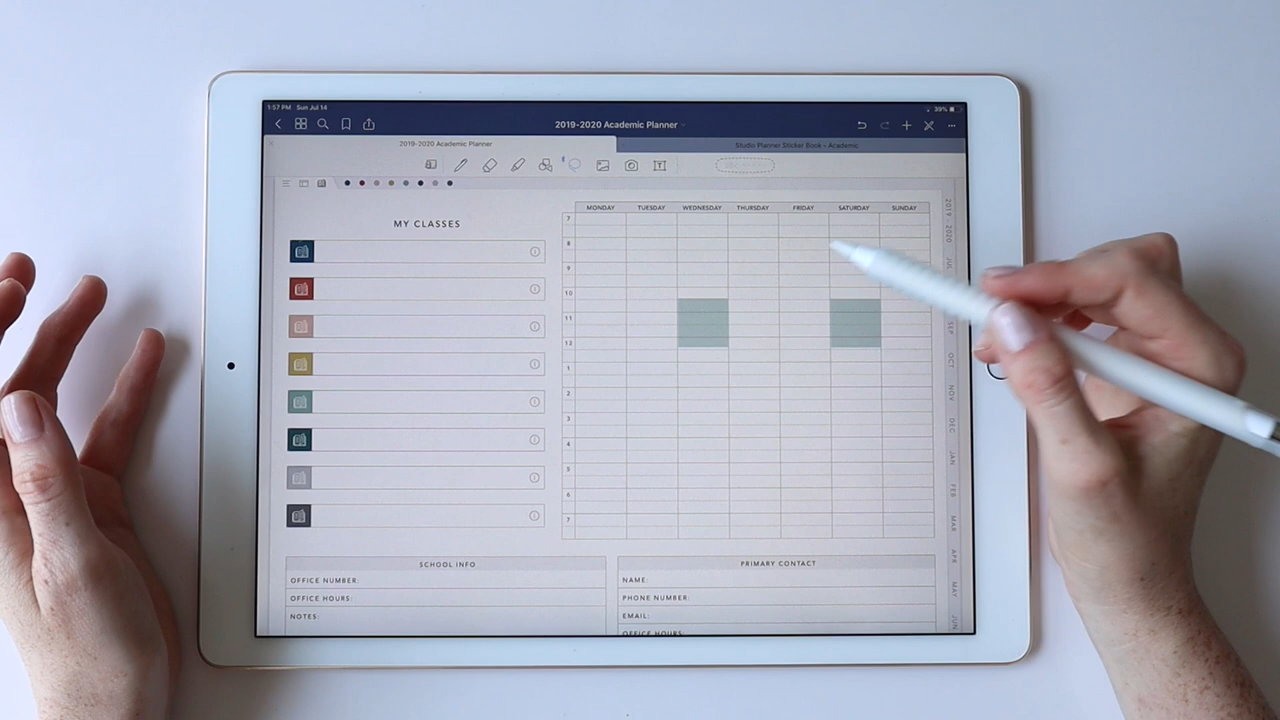 1:57 PM Sun Jul 14
39%
2019-2020 Academic Planner
2019-2020 Academic Planner
Studio Planner Sticker Book - Academic
MY CLASSES
MONDAY TUESDAY WEDNESDAY THURSDAY FRIDAY SATURDAY SUNDAY
7
8
9
10
11
12
1
2
3
4
5
6
7
2019 - 2020
JUL
SEP
OCT
NOV
DEC
JAN
FEB
MAR
APR
MAY
JUN
SCHOOL INFO
OFFICE NUMBER:
OFFICE HOURS:
NOTES:
PRIMARY CONTACT
NAME:
PHONE NUMBER:
EMAIL:
OFFICE HOURS: